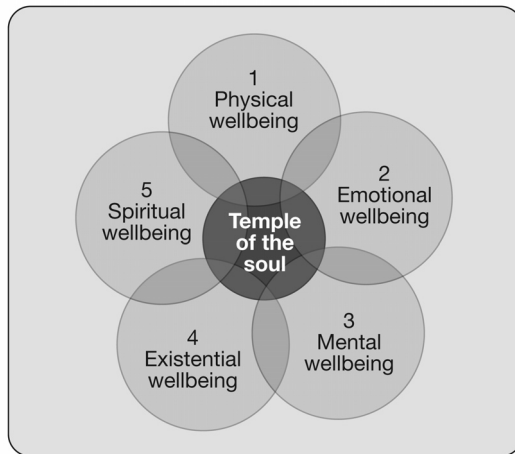 1
Physical
wellbeing
2
Emotional
wellbeing
3
Mental
wellbeing
4
Existential
wellbeing
5
Spiritual
wellbeing
Temple
of the
soul